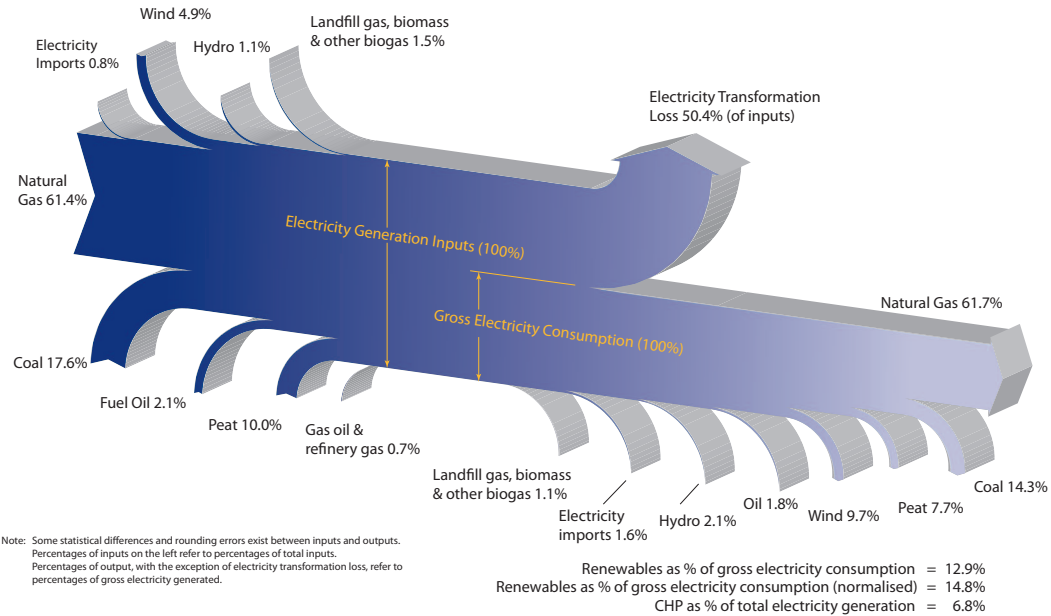 Wind 4.9%
Landfill gas, biomass
& other biogas 1.5%
Electricity
Imports 0.8%
Hydro 1.1%
Electricity Transformation
Loss 50.4% (of inputs)
Natural
Gas 61.4%
Electricity Generation Inputs (100%)
Natural Gas 61.7%
Gross Electricity Consumption (100%)
Coal 17.6%
Fuel Oil 2.1%
Peat 10.0%
Gas oil &
refinery gas 0.7%
Landfill gas, biomass
& other biogas 1.1%
Electricity
imports 1.6%
Hydro 2.1%
Oil 1.8%
Wind 9.7%
Peat 7.7%
Coal 14.3%
Note: Some statistical differences and rounding errors exist between inputs and outputs.
Percentages of inputs on the left refer to percentages of total inputs.
Percentages of output, with the exception of electricity transformation loss, refer to
percentages of gross electricity generated.
Renewables as % of gross electricity consumption = 12.9%
Renewables as % of gross electricity consumption (normalised) = 14.8%
CHP as % of total electricity generation = 6.8%